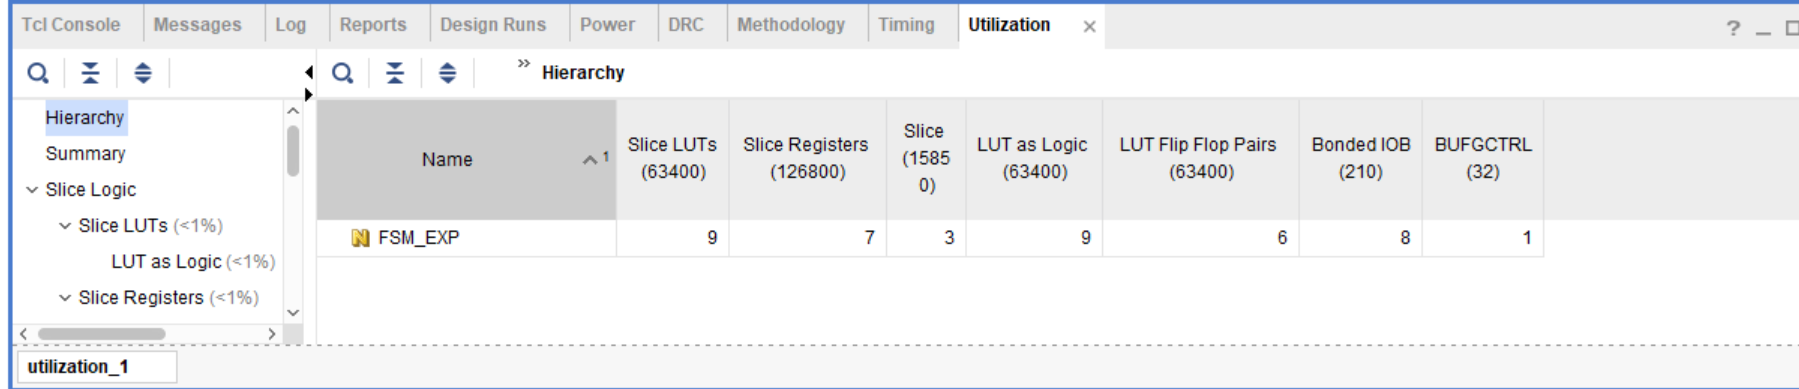 Tcl Console Messages Log Reports Design Runs Power DRC Methodology Timing Utilization × ? _
» Hierarchy
Hierarchy
Summary
Slice Logic
Slice LUTs (<1%)
LUT as Logic (<1%)
Slice Registers (<1%)
Name 1
Slice LUTs
(63400)
Slice Registers
(126800)
Slice
(1585
0)
LUT as Logic
(63400)
LUT Flip Flop Pairs
(63400)
Bonded IOB
(210)
BUFGCTRL
(32)
N FSM_EXP 9 7 3 9 6 8 1
utilization_1